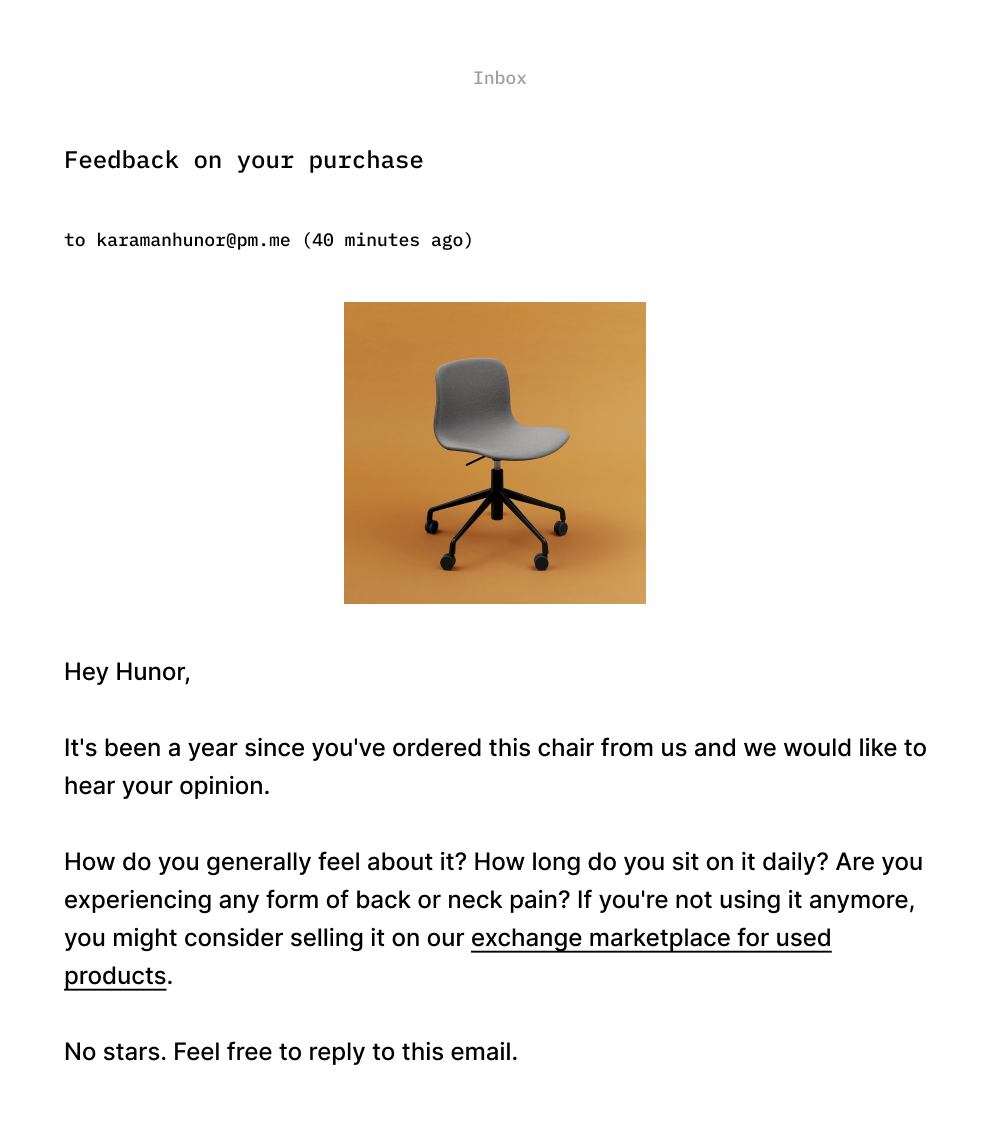 Inbox
Feedback on your purchase
to karamanhunor@pm.me (40 minutes ago)
Hey Hunor,
It's been a year since you've ordered this chair from us and we would like to
hear your opinion.
How do you generally feel about it? How long do you sit on it daily? Are you
experiencing any form of back or neck pain? If you're not using it anymore,
you might consider selling it on our exchange marketplace for used
products.
No stars. Feel free to reply to this email.